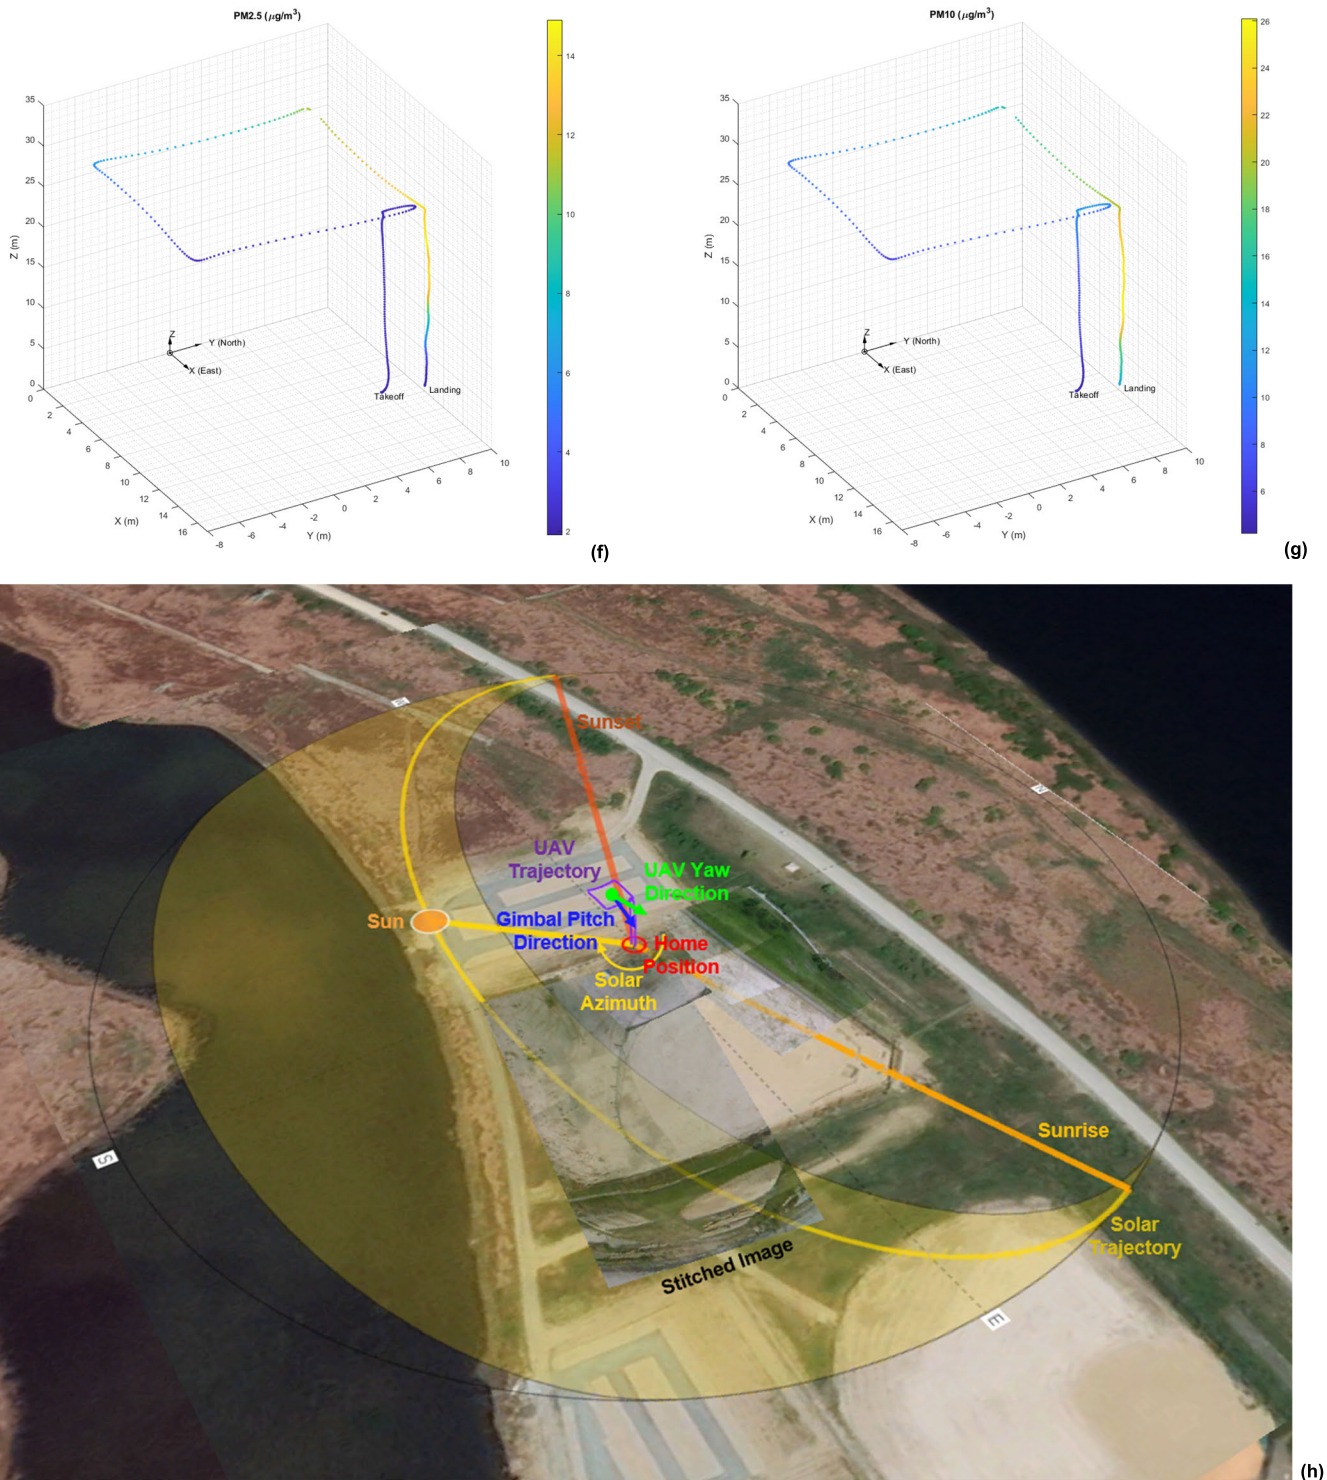 PM2.5 (μg/m³)
35
30
25
20
15
10
5
0
Z (m)
0
2
4
6
8
10
12
14
16
X (m)
-8
-6
-4
-2
0
2
4
6
8
10
Y (m)
Z
Y (North)
X (East)
Takeoff
Landing
14
12
10
8
6
4
2
(f)
PM10 (μg/m³)
35
30
25
20
15
10
5
0
Z (m)
0
2
4
6
8
10
12
14
16
X (m)
-8
-6
-4
-2
0
2
4
6
8
10
Y (m)
Z
Y (North)
X (East)
Takeoff
Landing
26
24
22
20
18
16
14
12
10
8
6
(g)
Sunset
N
UAV
Trajectory
UAV Yaw
Direction
Sun
Gimbal Pitch
Direction
Home
Position
Solar
Azimuth
Sunrise
S
Solar
Trajectory
Stitched Image
E
(h)